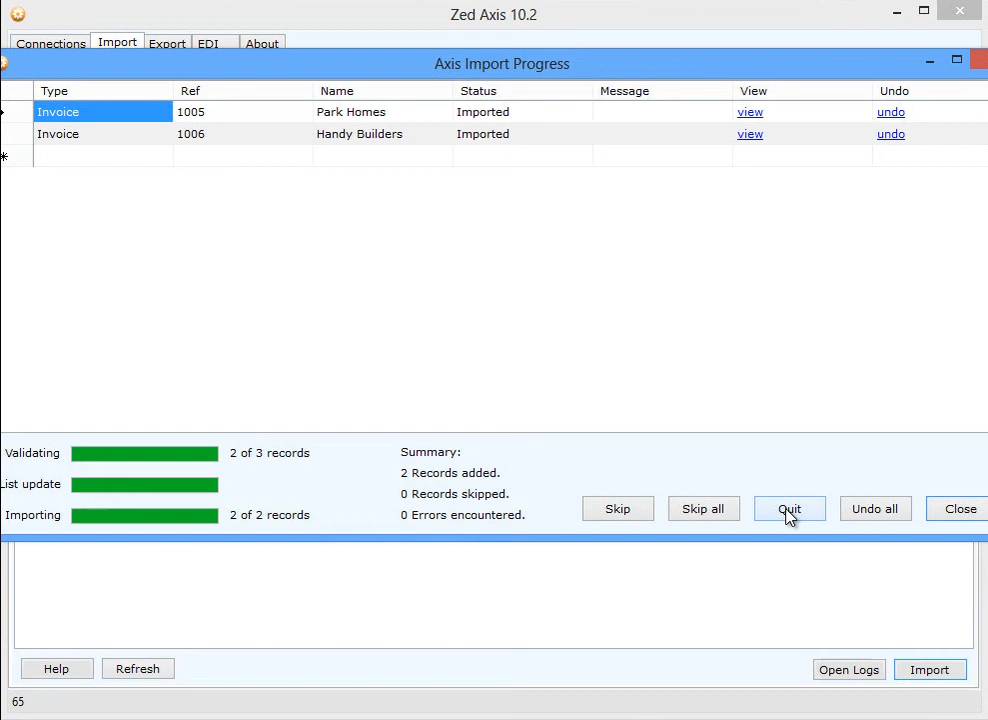 Zed Axis 10.2
Connections Import Export EDI About
Axis Import Progress
Type Ref Name Status Message View Undo
Invoice 1005 Park Homes Imported view undo
Invoice 1006 Handy Builders Imported view undo
Validating 2 of 3 records Summary:
2 Records added.
List update 0 Records skipped.
Importing 2 of 2 records 0 Errors encountered.
Skip Skip all Quit Undo all Close
Help Refresh Open Logs Import
65